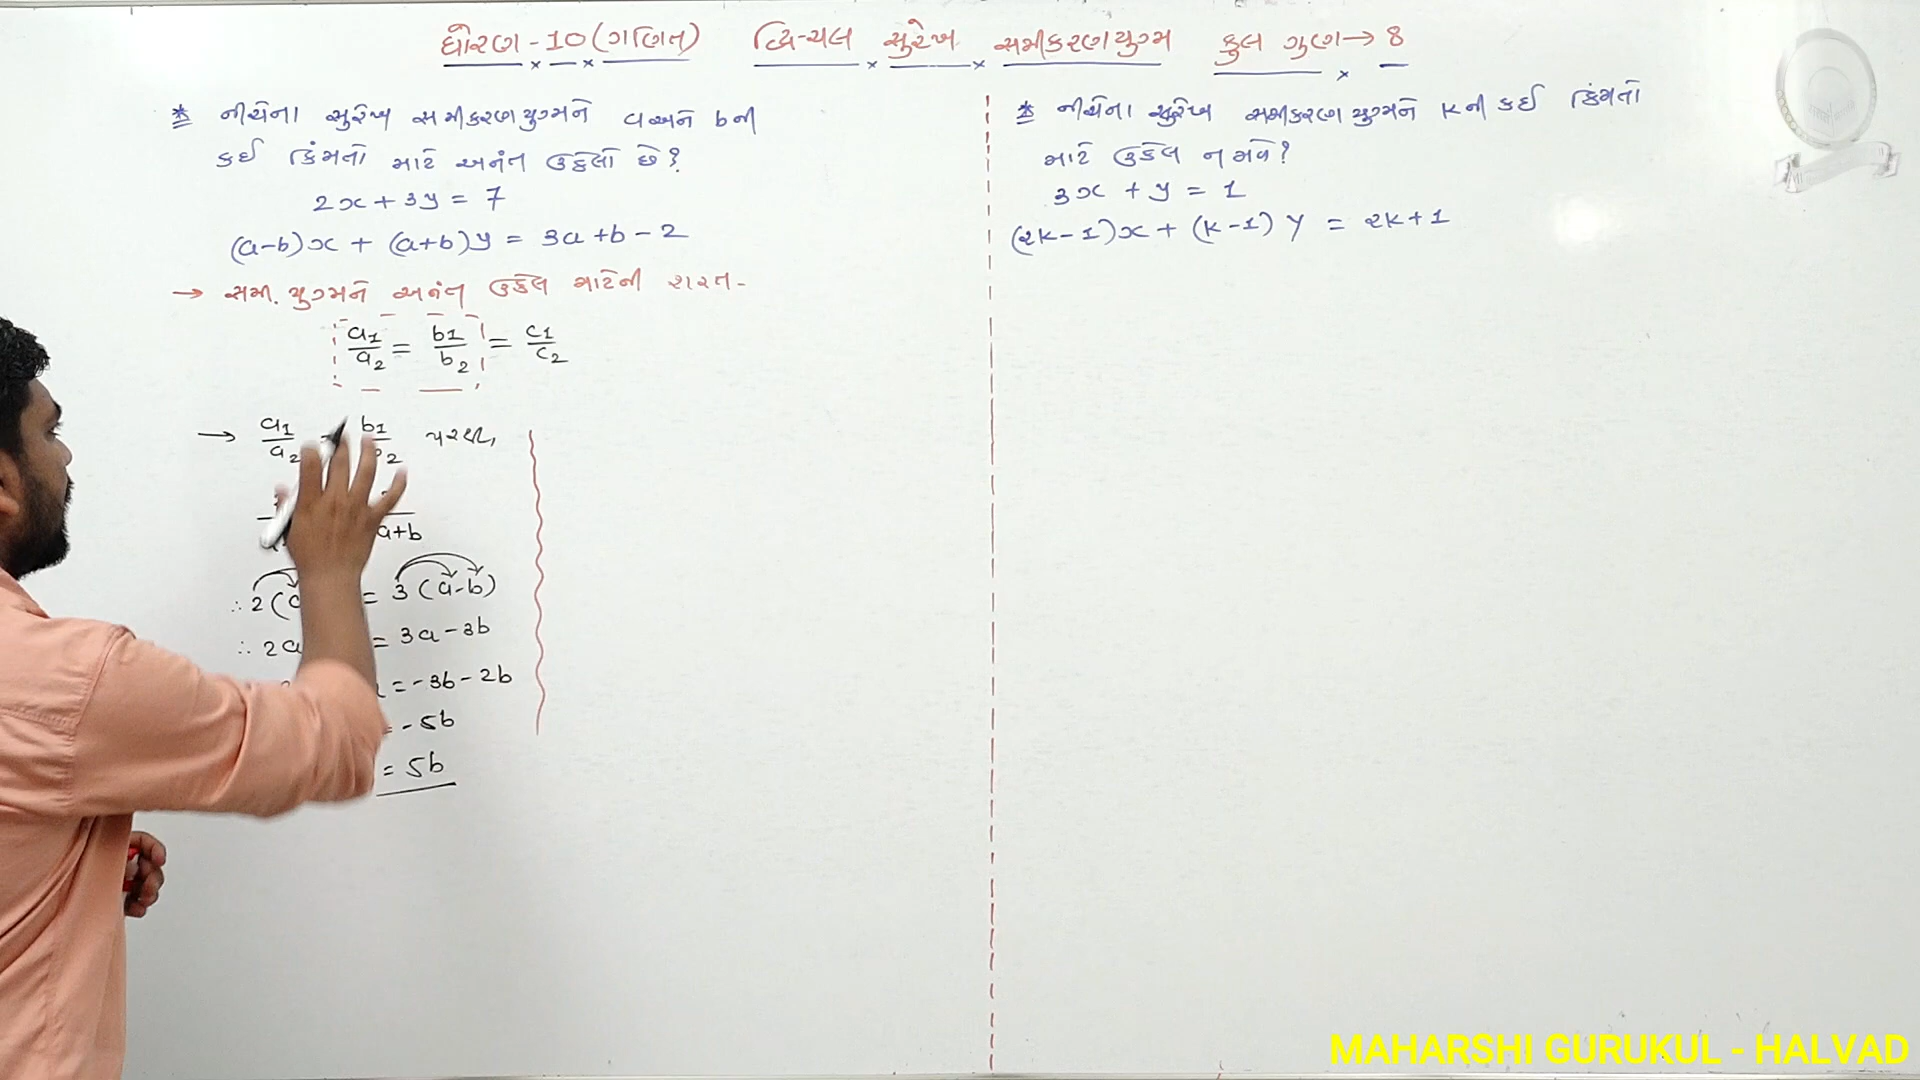 ધોરણ - 10 (ગણિત) દ્વિ-ચલ સુરેખ સમીકરણયુગ્મ કુલ ગુણ → 8
* નીચેના સુરેખ સમીકરણયુગ્મને a અને b ની
કઈ કિંમતો માટે અનંત ઉકેલો છે?
2x + 3y = 7
(a-b)x + (a+b)y = 3a + b - 2
→ સમી. યુગ્મને અનંત ઉકેલ માટેની શરત -
a1/a2 = b1/b2 = c1/c2
→ a1/a2 = b1/b2 પરથી,
a+b
∴ 2( = 3(a-b)
∴ 2a = 3a - 3b
= -3b - 2b
= -5b
= 5b
* નીચેના સુરેખ સમીકરણયુગ્મને k ની કઈ કિંમતો
માટે ઉકેલ ન મળે?
3x + y = 1
(2k-1)x + (k-1)y = 2k+1
MAHARSHI GURUKUL - HALVAD